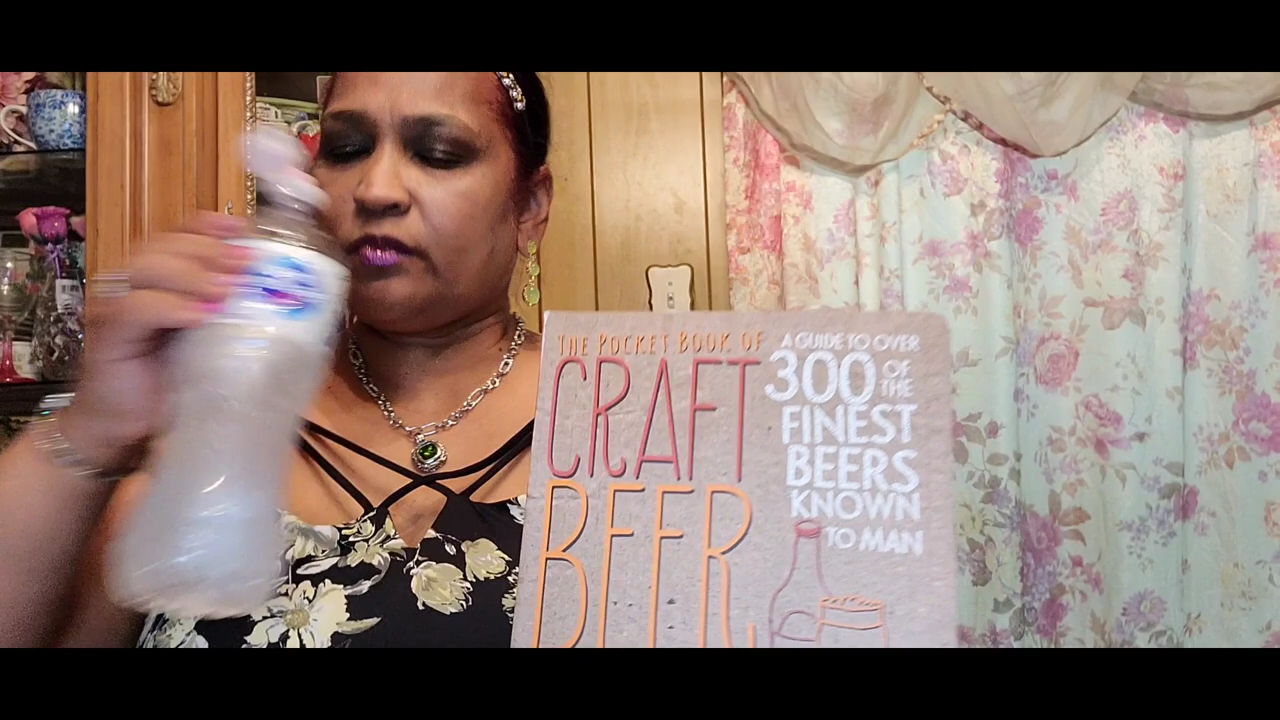 THE POCKET BOOK OF
CRAFT
BEER
A GUIDE TO OVER
300 OF
THE
FINEST
BEERS
KNOWN
TO MAN